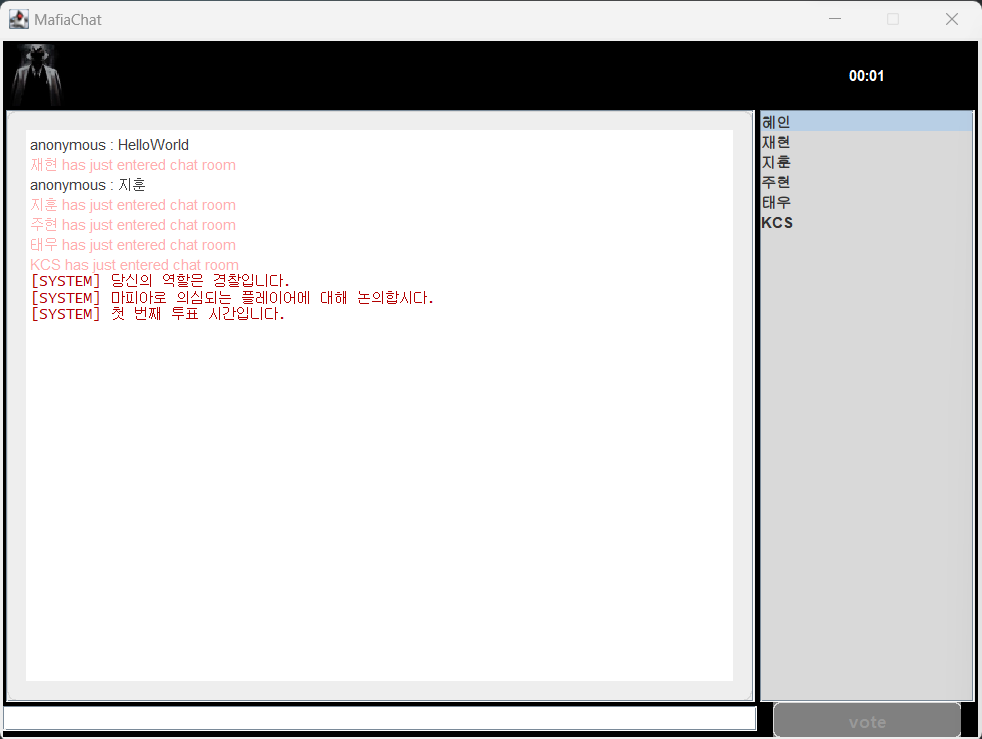 MafiaChat
00:01
anonymous : HelloWorld
재현 has just entered chat room
anonymous : 지훈
지훈 has just entered chat room
주현 has just entered chat room
태우 has just entered chat room
KCS has just entered chat room
[SYSTEM] 당신의 역할은 경찰입니다.
[SYSTEM] 마피아로 의심되는 플레이어에 대해 논의합시다.
[SYSTEM] 첫 번째 투표 시간입니다.
혜인
재현
지훈
주현
태우
KCS
vote